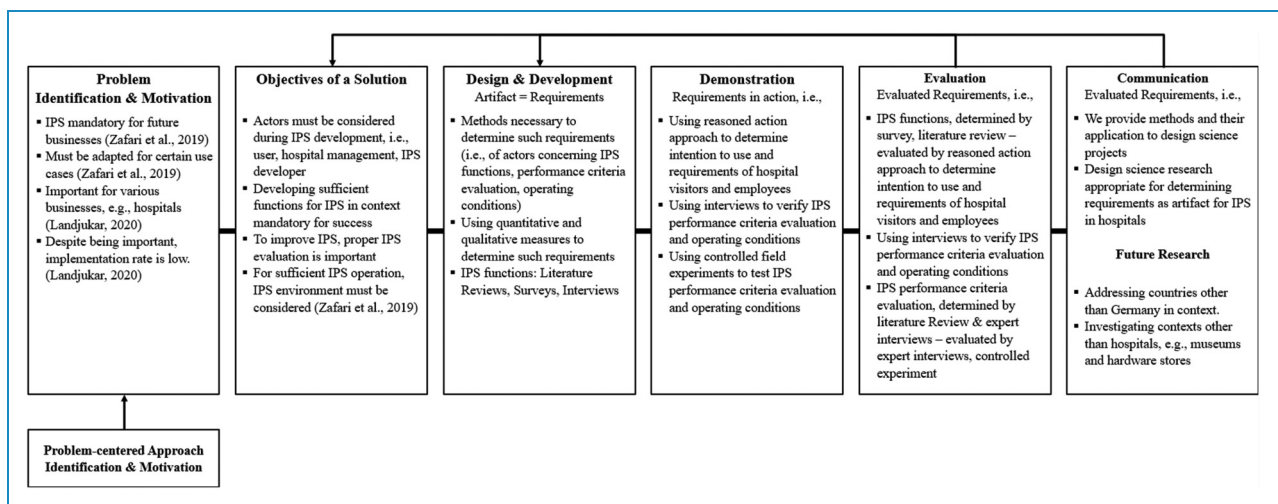 Problem
Identification & Motivation
▪ IPS mandatory for future
businesses (Zafari et al., 2019)
▪ Must be adapted for certain use
cases (Zafari et al., 2019)
▪ Important for various
businesses, e.g., hospitals
(Landjukar, 2020)
▪ Despite being important,
implementation rate is low.
(Landjukar, 2020)
Problem-centered Approach
Identification & Motivation
Objectives of a Solution
▪ Actors must be considered
during IPS development, i.e.,
user, hospital management, IPS
developer
▪ Developing sufficient
functions for IPS in context
mandatory for success
▪ To improve IPS, proper IPS
evaluation is important
▪ For sufficient IPS operation,
IPS environment must be
considered (Zafari et al., 2019)
Design & Development
Artifact = Requirements
▪ Methods necessary to
determine such requirements
(i.e., of actors concerning IPS
functions, performance criteria
evaluation, operating
conditions)
▪ Using quantitative and
qualitative measures to
determine such requirements
▪ IPS functions: Literature
Reviews, Surveys, Interviews
Demonstration
Requirements in action, i.e.,
▪ Using reasoned action
approach to determine
intention to use and
requirements of hospital
visitors and employees
▪ Using interviews to verify IPS
performance criteria evaluation
and operating conditions
▪ Using controlled field
experiments to test IPS
performance criteria evaluation
and operating conditions
Evaluation
Evaluated Requirements, i.e.,
▪ IPS functions, determined by
survey, literature review –
evaluated by reasoned action
approach to determine
intention to use and
requirements of hospital
visitors and employees
▪ Using interviews to verify IPS
performance criteria evaluation
and operating conditions
▪ IPS performance criteria
evaluation, determined by
literature Review & expert
interviews – evaluated by
expert interviews, controlled
experiment
Communication
Evaluated Requirements, i.e.,
▪ We provide methods and their
application to design science
projects
▪ Design science research
appropriate for determining
requirements as artifact for IPS
in hospitals
Future Research
▪ Addressing countries other
than Germany in context.
▪ Investigating contexts other
than hospitals, e.g., museums
and hardware stores